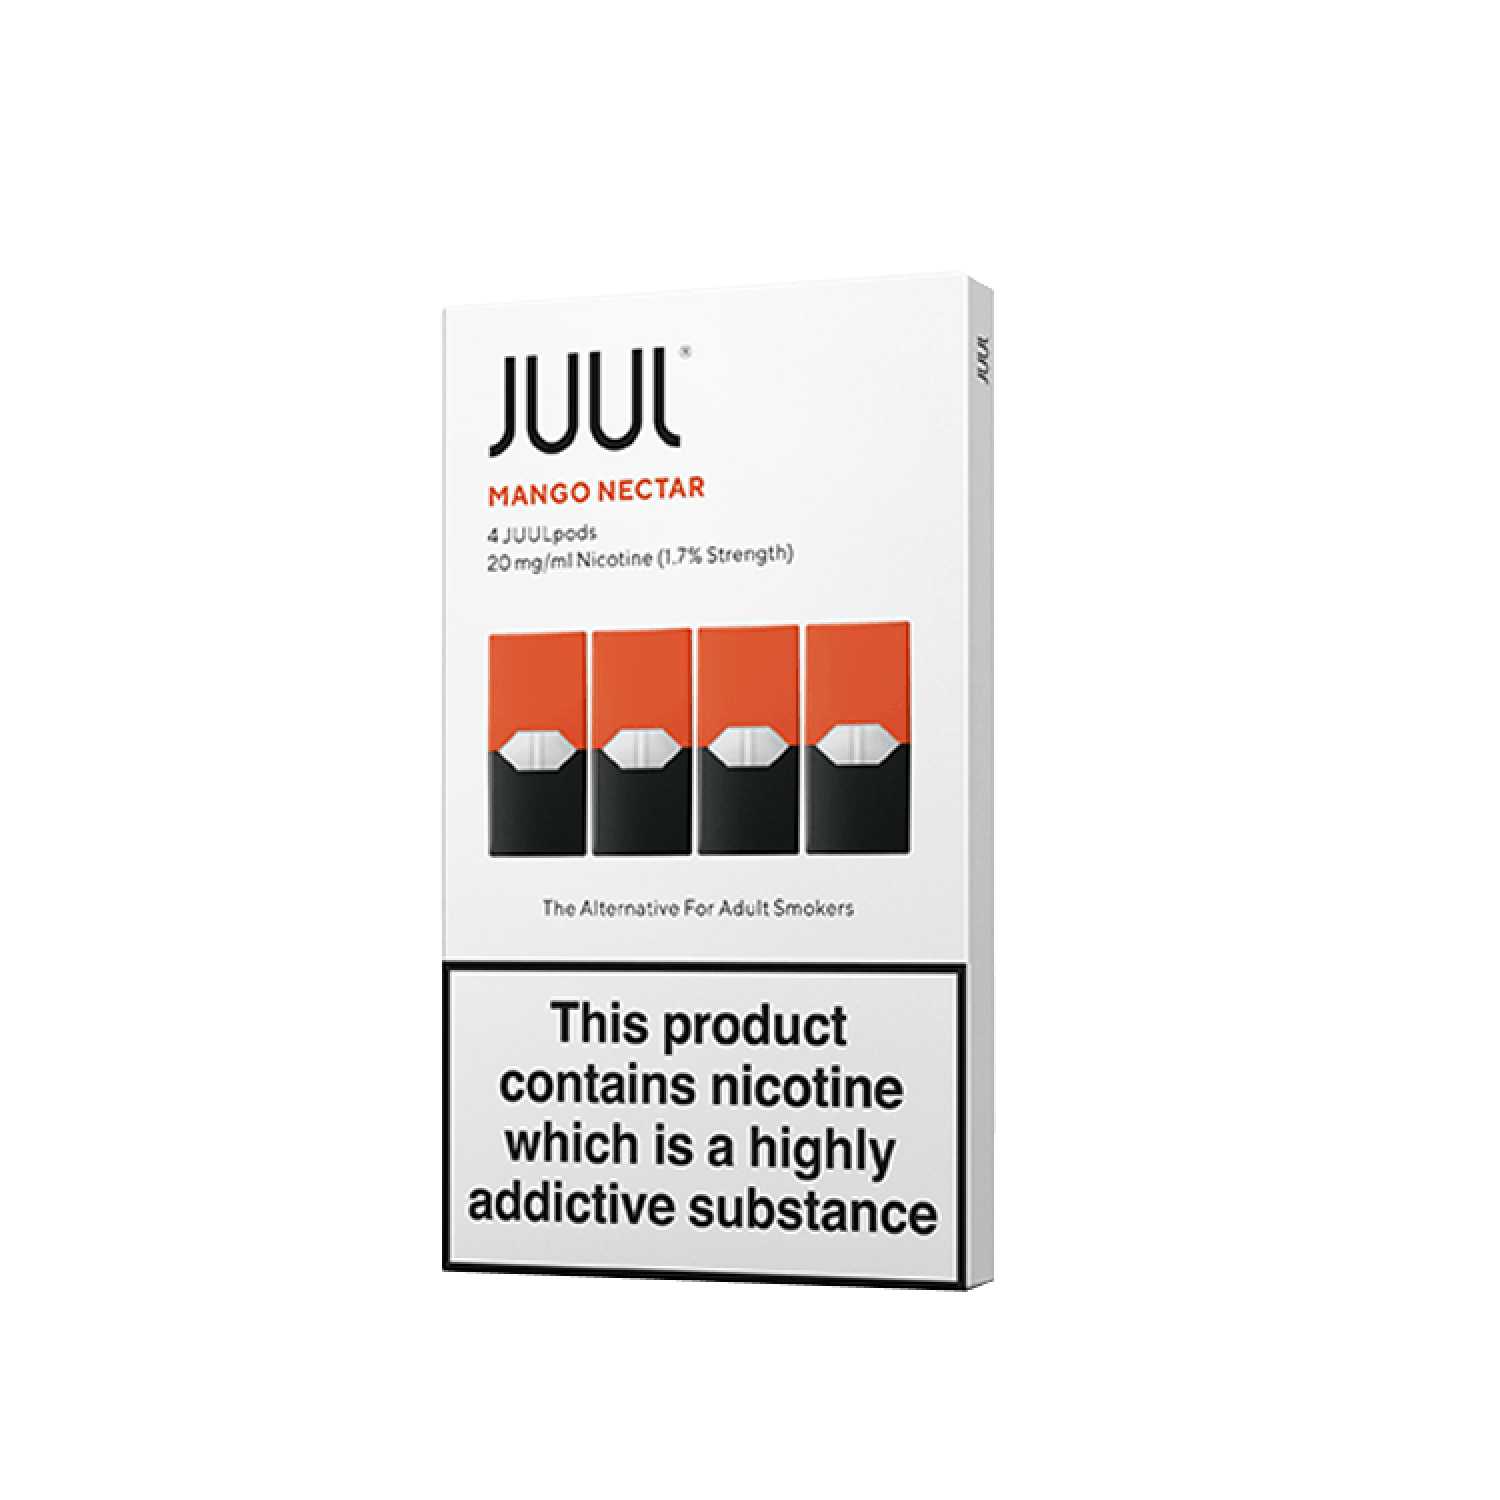 JUUL®
MANGO NECTAR
4 JUULpods
20 mg/ml Nicotine (1.7% Strength)
The Alternative For Adult Smokers
This product
contains nicotine
which is a highly
addictive substance
JUUL